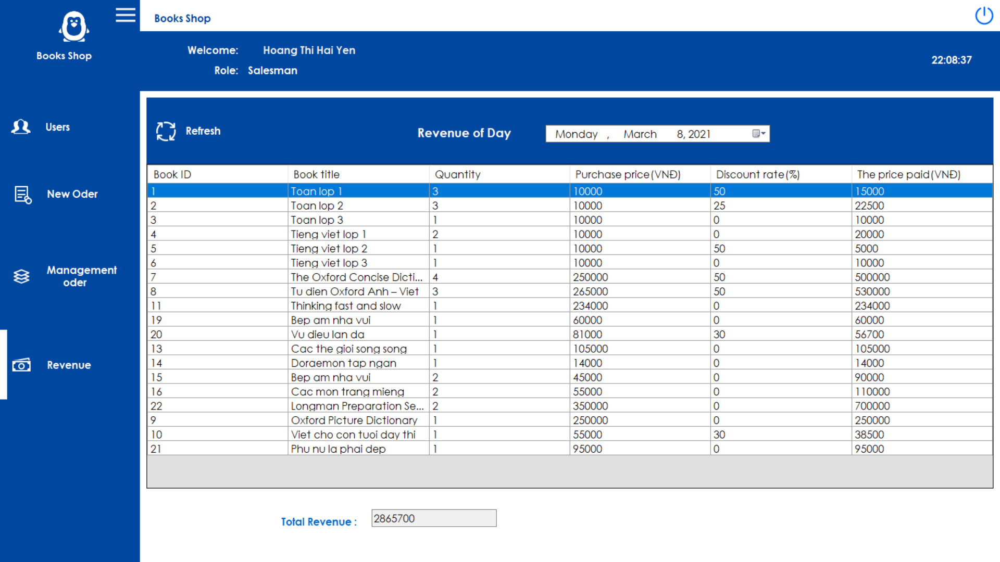 Books Shop
Books Shop
Welcome: Hoang Thi Hai Yen
Role: Salesman
22:08:37
Users
New Oder
Management
oder
Revenue
Refresh
Revenue of Day
Monday , March 8, 2021
Book ID Book title Quantity Purchase price(VNĐ) Discount rate(%) The price paid(VNĐ)
1 Toan lop 1 3 10000 50 15000
2 Toan lop 2 3 10000 25 22500
3 Toan lop 3 1 10000 0 10000
4 Tieng viet lop 1 2 10000 0 20000
5 Tieng viet lop 2 1 10000 50 5000
6 Tieng viet lop 3 1 10000 0 10000
7 The Oxford Concise Dicti... 4 250000 50 500000
8 Tu dien Oxford Anh – Viet 3 265000 50 530000
11 Thinking fast and slow 1 234000 0 234000
19 Bep am nha vui 1 60000 0 60000
20 Vu dieu lan da 1 81000 30 56700
13 Cac the gioi song song 1 105000 0 105000
14 Doraemon tap ngan 1 14000 0 14000
15 Bep am nha vui 2 45000 0 90000
16 Cac mon trang mieng 2 55000 0 110000
22 Longman Preparation Se... 2 350000 0 700000
9 Oxford Picture Dictionary 1 250000 0 250000
10 Viet cho con tuoi day thi 1 55000 30 38500
21 Phu nu la phai dep 1 95000 0 95000
Total Revenue : 2865700